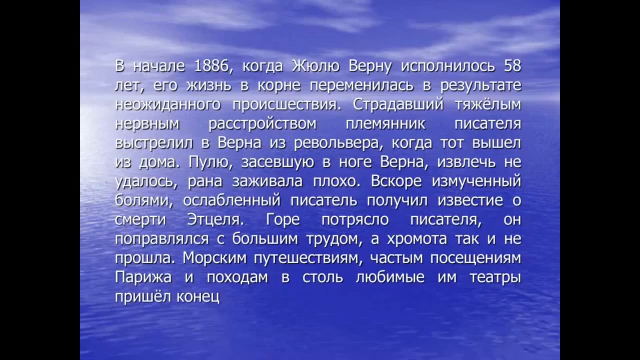 В начале 1886, когда Жюлю Верну исполнилось 58
лет, его жизнь в корне переменилась в результате
неожиданного происшествия. Страдавший тяжёлым
нервным расстройством племянник писателя
выстрелил в Верна из револьвера, когда тот вышел
из дома. Пулю, засевшую в ноге Верна, извлечь не
удалось, рана заживала плохо. Вскоре измученный
болями, ослабленный писатель получил известие о
смерти Этцеля. Горе потрясло писателя, он
поправлялся с большим трудом, а хромота так и не
прошла. Морским путешествиям, частым посещениям
Парижа и походам в столь любимые им театры
пришёл конец